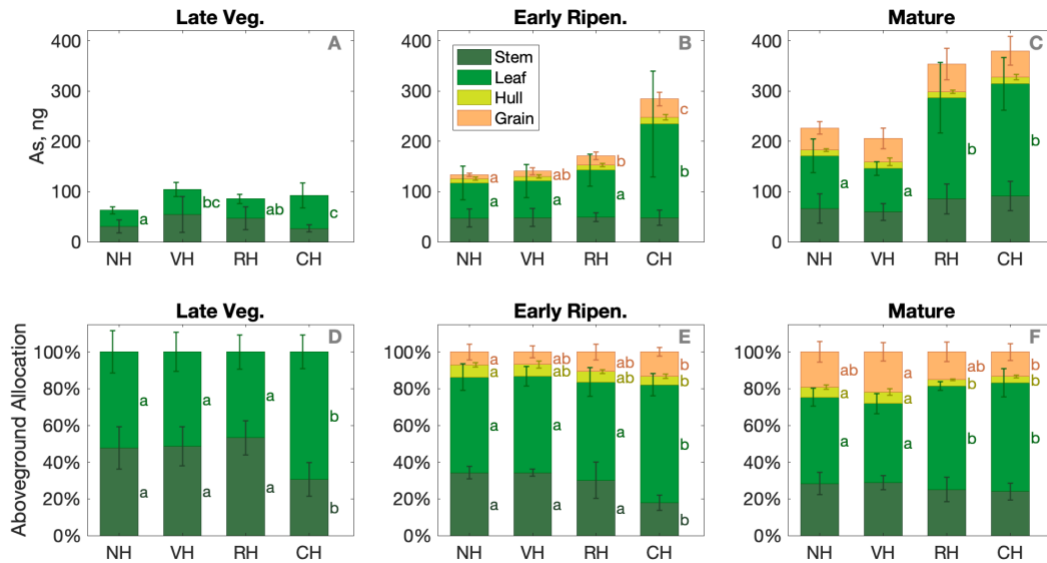 Late Veg.
Early Ripen.
Mature
As, ng
400
300
200
100
0
A
a
bc
ab
c
NH VH RH CH
400
300
200
100
0
B
Stem
Leaf
Hull
Grain
a
a
ab
a
b
a
c
b
NH VH RH CH
400
300
200
100
0
C
a
a
b
b
NH VH RH CH
Late Veg.
Early Ripen.
Mature
Aboveground Allocation
100%
80%
60%
40%
20%
0%
D
a a a b
a a a b
NH VH RH CH
100%
80%
60%
40%
20%
0%
E
a ab ab b
a ab ab b
a a a b
a a a b
NH VH RH CH
100%
80%
60%
40%
20%
0%
F
ab a ab b
a a b b
a a b b
NH VH RH CH